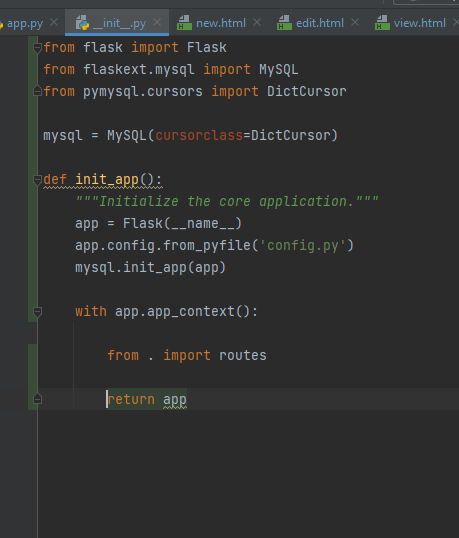 app.py __init__.py new.html edit.html view.html
from flask import Flask
from flaskext.mysql import MySQL
from pymysql.cursors import DictCursor
mysql = MySQL(cursorclass=DictCursor)
def init_app():
"""Initialize the core application."""
app = Flask(__name__)
app.config.from_pyfile('config.py')
mysql.init_app(app)
with app.app_context():
from . import routes
return app